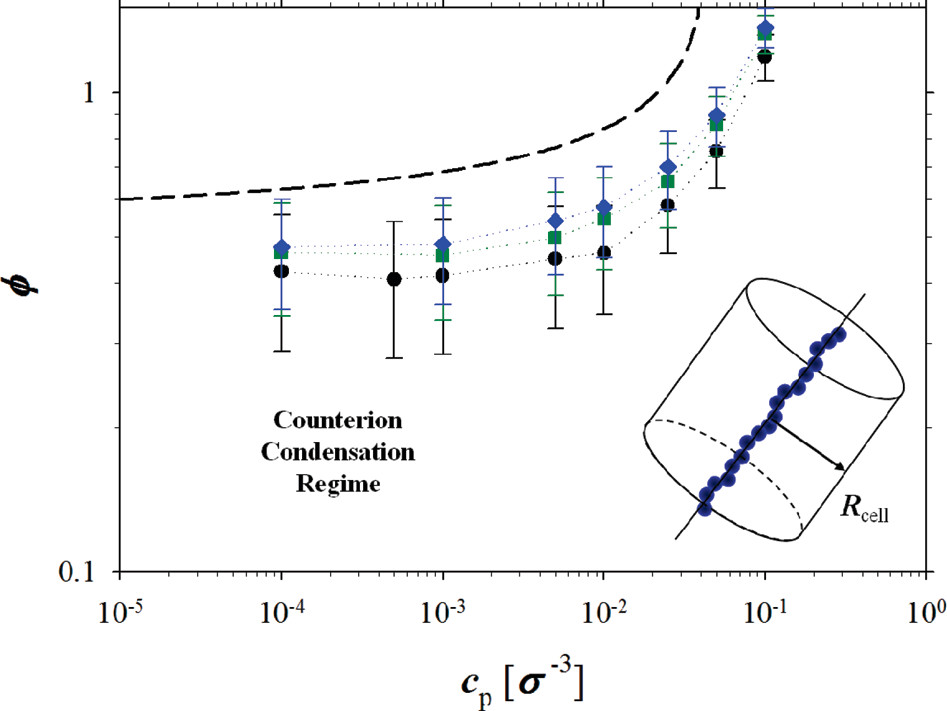 1
ϕ
Counterion
Condensation
Regime
R_cell
0.1
10^-5 10^-4 10^-3 10^-2 10^-1 10^0
c_p [σ^-3]